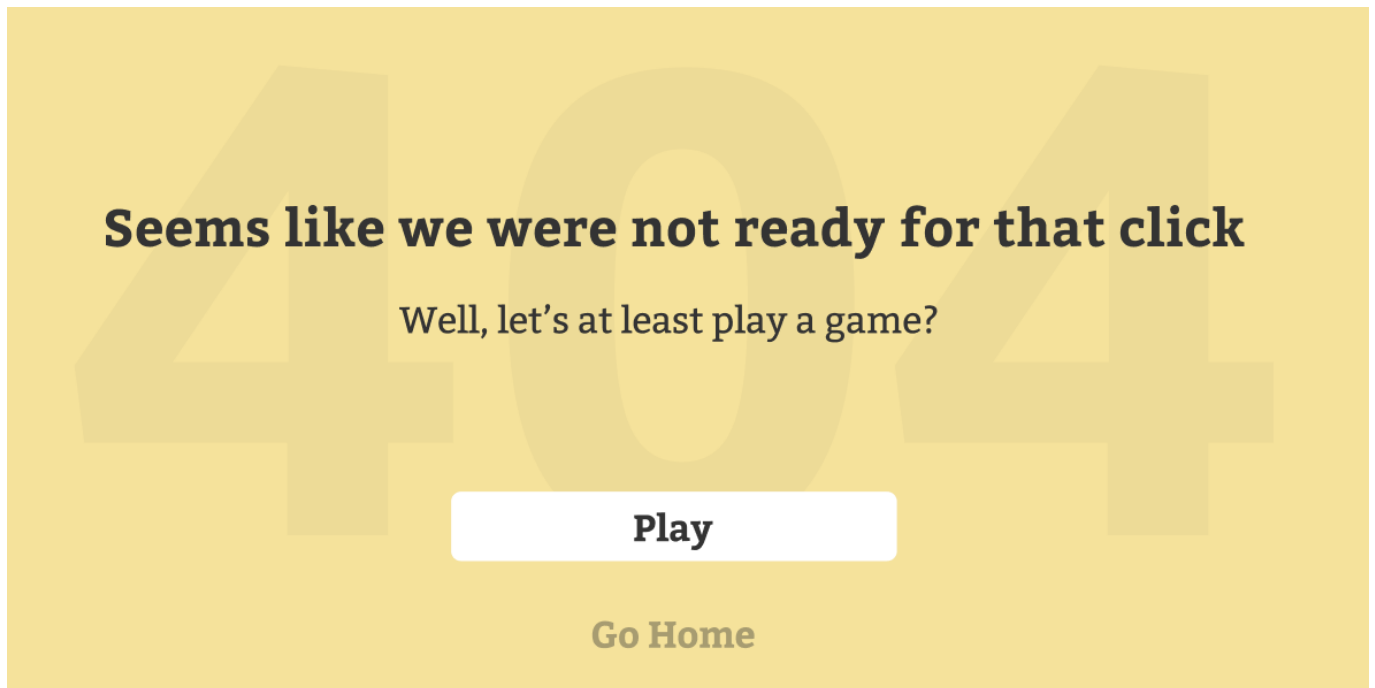 404
Seems like we were not ready for that click
Well, let’s at least play a game?
Play
Go Home